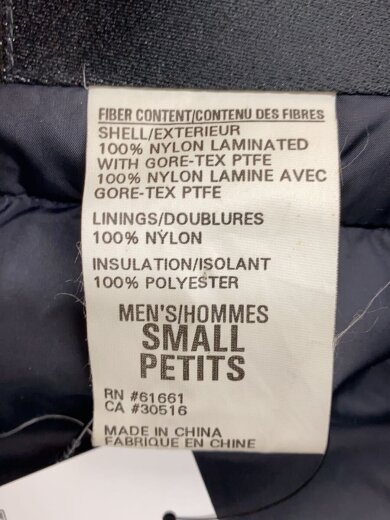 FIBER CONTENT/CONTENU DES FIBRES
SHELL/EXTERIEUR
100% NYLON LAMINATED
WITH GORE-TEX PTFE
100% NYLON LAMINE AVEC
GORE-TEX PTFE
LININGS/DOUBLURES
100% NYLON
INSULATION/ISOLANT
100% POLYESTER
MEN'S/HOMMES
SMALL
PETITS
RN #61661
CA #30516
MADE IN CHINA
FABRIQUE EN CHINE